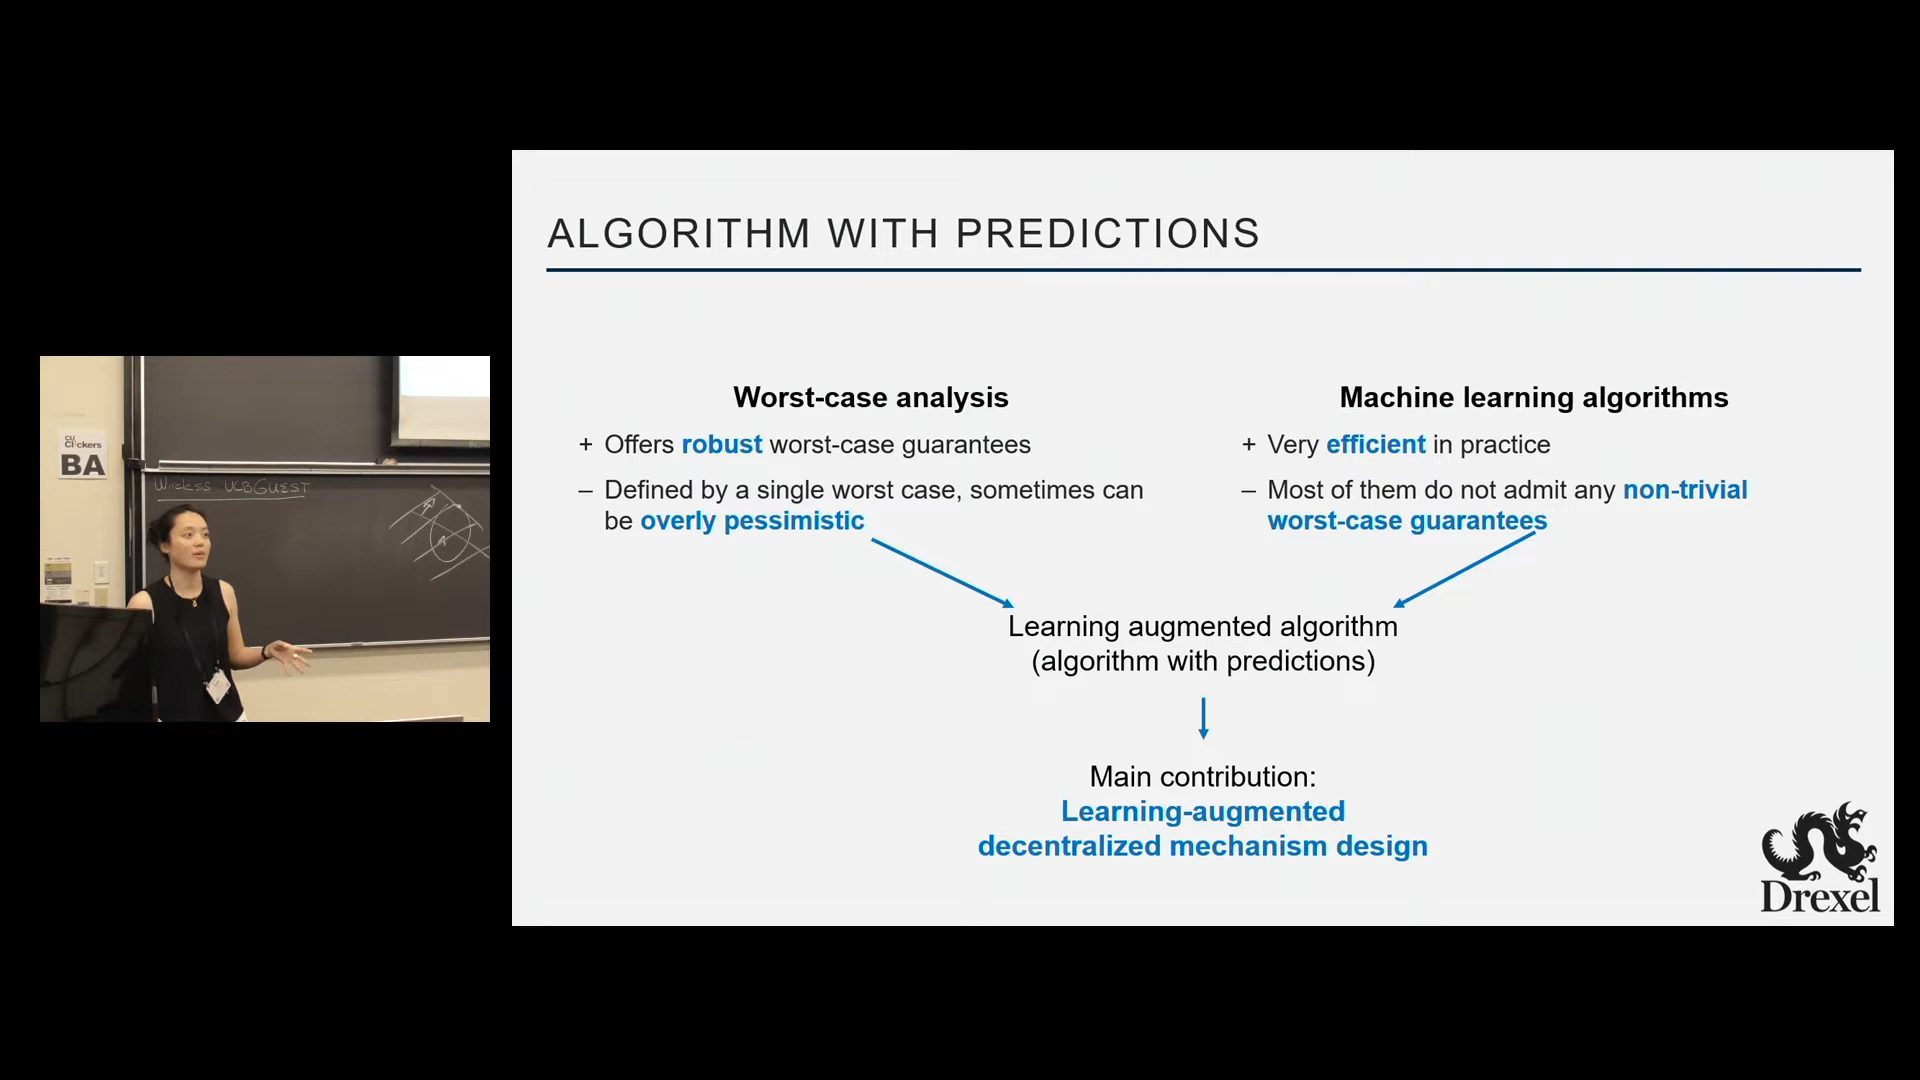 ALGORITHM WITH PREDICTIONS
Worst-case analysis
+ Offers robust worst-case guarantees
– Defined by a single worst case, sometimes can
be overly pessimistic
Machine learning algorithms
+ Very efficient in practice
– Most of them do not admit any non-trivial
worst-case guarantees
Learning augmented algorithm
(algorithm with predictions)
Main contribution:
Learning-augmented
decentralized mechanism design
Drexel
CU
Clickers
BA
Wireless UCBGUEST